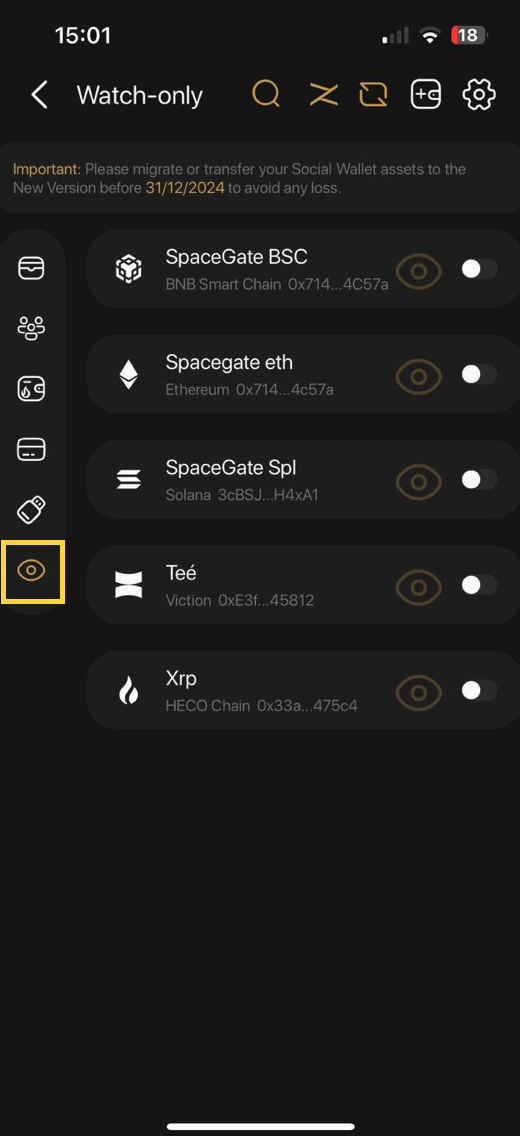 15:01
18
Watch-only
Important: Please migrate or transfer your Social Wallet assets to the
New Version before 31/12/2024 to avoid any loss.
SpaceGate BSC
BNB Smart Chain 0x714...4C57a
Spacegate eth
Ethereum 0x714...4c57a
SpaceGate Spl
Solana 3cBSJ...H4xA1
Teé
Viction 0xE3f...45812
Xrp
HECO Chain 0x33a...475c4